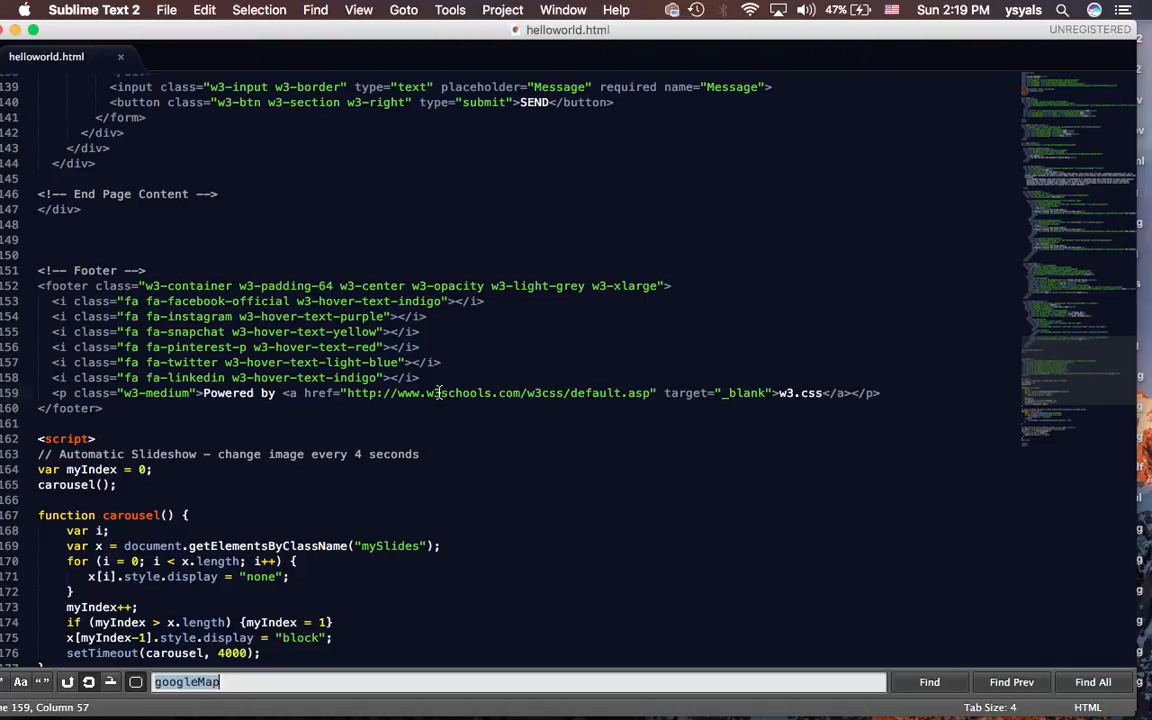 Sublime Text 2 File Edit Selection Find View Goto Tools Project Window Help 47% Sun 2:19 PM ysyals
helloworld.html UNREGISTERED
helloworld.html ×
139 <input class="w3-input w3-border" type="text" placeholder="Message" required name="Message">
140 <button class="w3-btn w3-section w3-right" type="submit">SEND</button>
141 </form>
142 </div>
143 </div>
144 </div>
145
146 <!-- End Page Content -->
147 </div>
148
149
150
151 <!-- Footer -->
152 <footer class="w3-container w3-padding-64 w3-center w3-opacity w3-light-grey w3-xlarge">
153 <i class="fa fa-facebook-official w3-hover-text-indigo"></i>
154 <i class="fa fa-instagram w3-hover-text-purple"></i>
155 <i class="fa fa-snapchat w3-hover-text-yellow"></i>
156 <i class="fa fa-pinterest-p w3-hover-text-red"></i>
157 <i class="fa fa-twitter w3-hover-text-light-blue"></i>
158 <i class="fa fa-linkedin w3-hover-text-indigo"></i>
159 <p class="w3-medium">Powered by <a href="http://www.w3schools.com/w3css/default.asp" target="_blank">w3.css</a></p>
160 </footer>
161
162 <script>
163 // Automatic Slideshow - change image every 4 seconds
164 var myIndex = 0;
165 carousel();
166
167 function carousel() {
168 var i;
169 var x = document.getElementsByClassName("mySlides");
170 for (i = 0; i < x.length; i++) {
171 x[i].style.display = "none";
172 }
173 myIndex++;
174 if (myIndex > x.length) {myIndex = 1}
175 x[myIndex-1].style.display = "block";
176 setTimeout(carousel, 4000);
Aa “ ” googleMap Find Find Prev Find All
ne 159, Column 57 Tab Size: 4 HTML